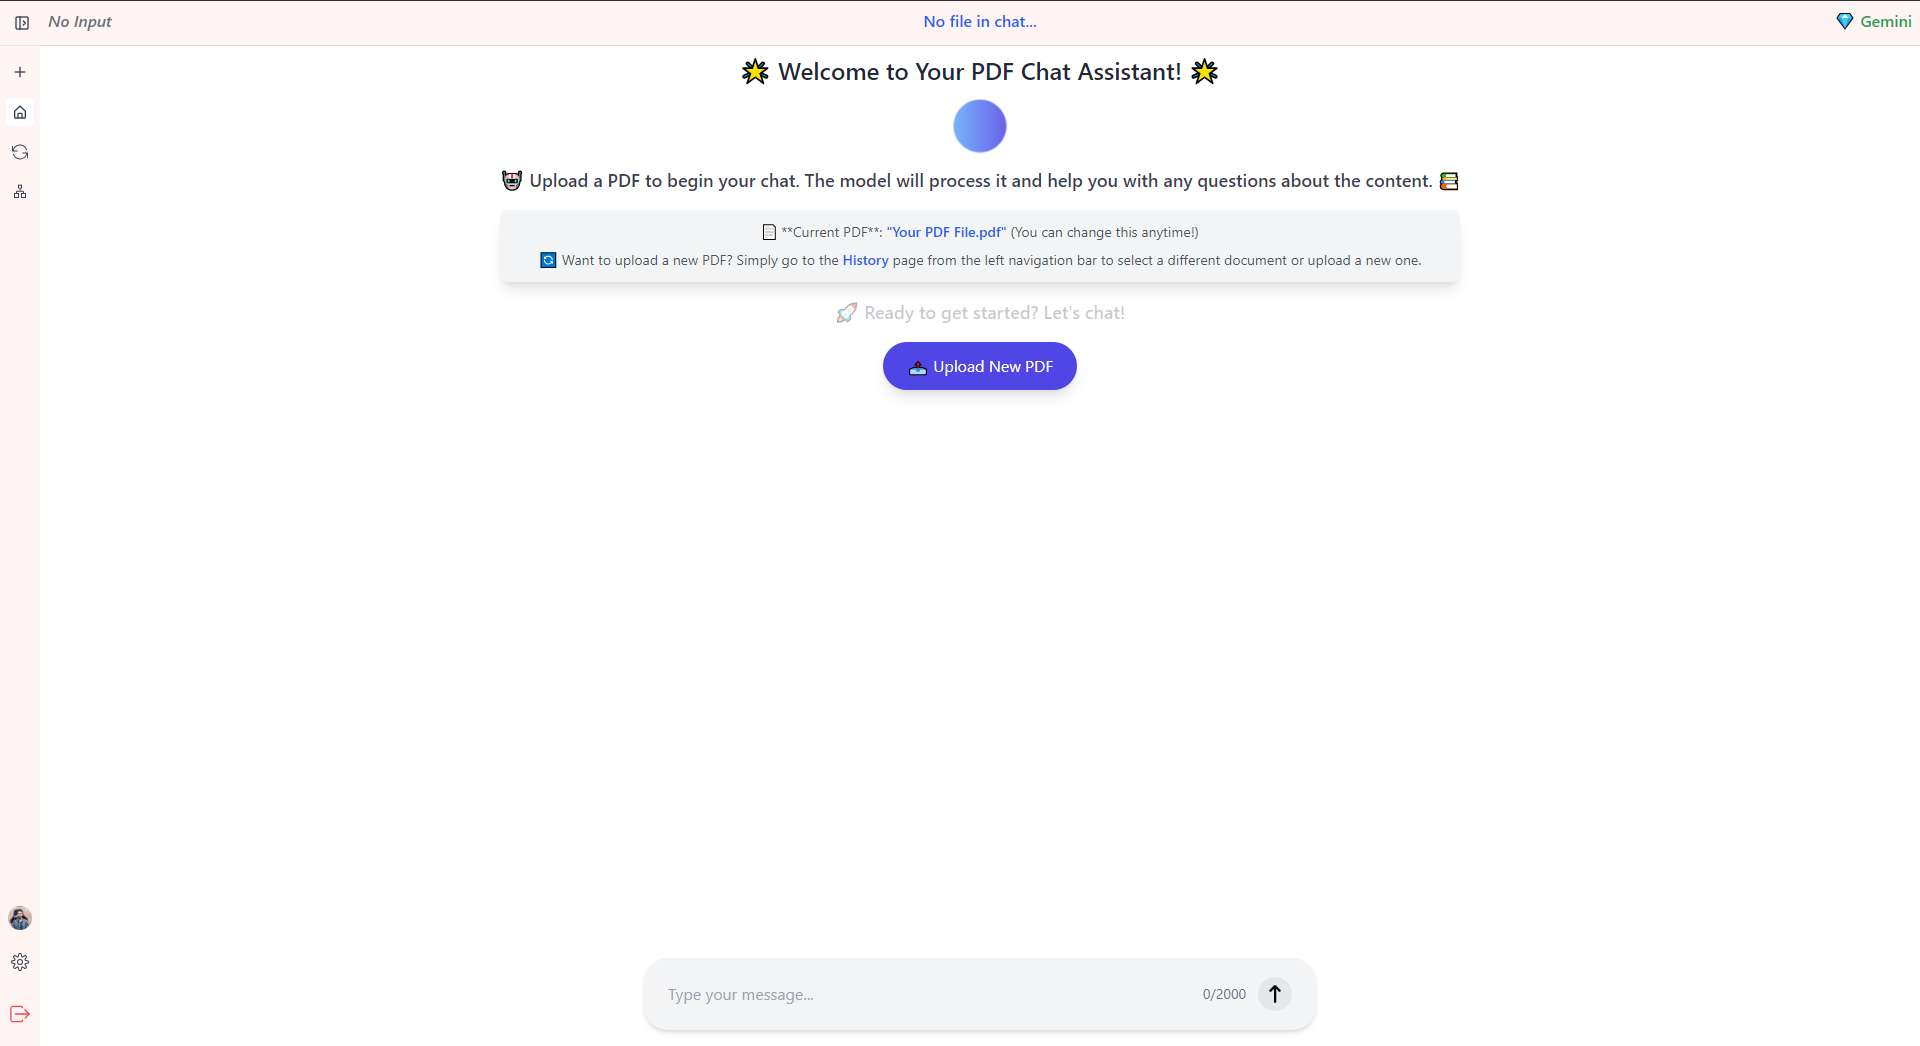 No Input
No file in chat...
💎 Gemini
🌟 Welcome to Your PDF Chat Assistant! 🌟
🤖 Upload a PDF to begin your chat. The model will process it and help you with any questions about the content. 📚
📄 **Current PDF**: "Your PDF File.pdf" (You can change this anytime!)
🔄 Want to upload a new PDF? Simply go to the History page from the left navigation bar to select a different document or upload a new one.
🚀 Ready to get started? Let's chat!
📤 Upload New PDF
Type your message...
0/2000